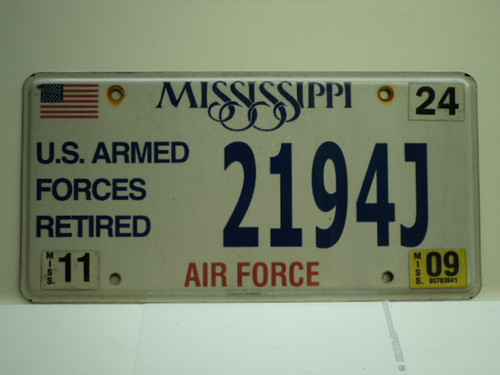 MISSISSIPPI
24
U.S. ARMED
FORCES
RETIRED
2194J
MISS. 11
AIR FORCE
MISS. 09